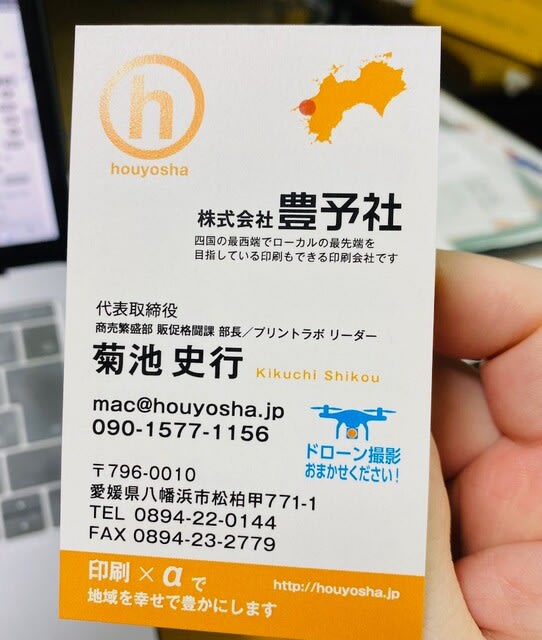 h
houyosha
株式会社 豊予社
四国の最西端でローカルの最先端を
目指している印刷もできる印刷会社です
代表取締役
商売繁盛部 販促格闘課 部長／プリントラボ リーダー
菊池 史行 Kikuchi Shikou
mac@houyosha.jp
090-1577-1156
ドローン撮影
おまかせください！
〒796-0010
愛媛県八幡浜市松柏甲771-1
TEL 0894-22-0144
FAX 0894-23-2779
印刷×αで
地域を幸せで豊かにします
http://houyosha.jp